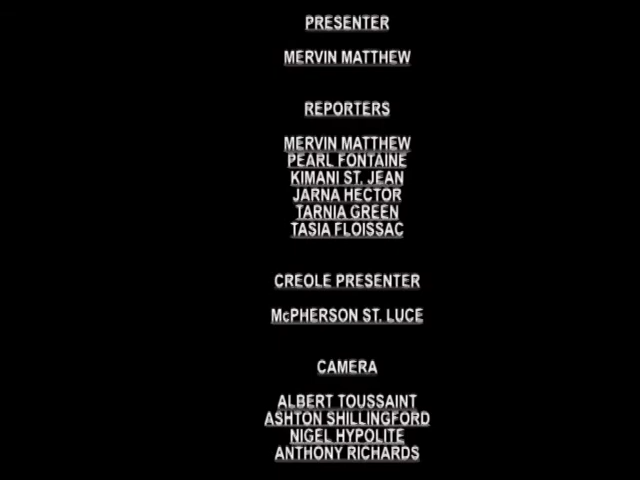 PRESENTER
MERVIN MATTHEW
REPORTERS
MERVIN MATTHEW
PEARL FONTAINE
KIMANI ST. JEAN
JARNA HECTOR
TARNIA GREEN
TASIA FLOISSAC
CREOLE PRESENTER
McPHERSON ST. LUCE
CAMERA
ALBERT TOUSSAINT
ASHTON SHILLINGFORD
NIGEL HYPOLITE
ANTHONY RICHARDS